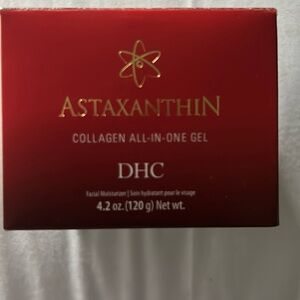 ASTAXANTHIN
COLLAGEN ALL-IN-ONE GEL
DHC
Facial Moisturizer | Soin hydratant pour le visage
4.2 oz. (120 g) Net wt.